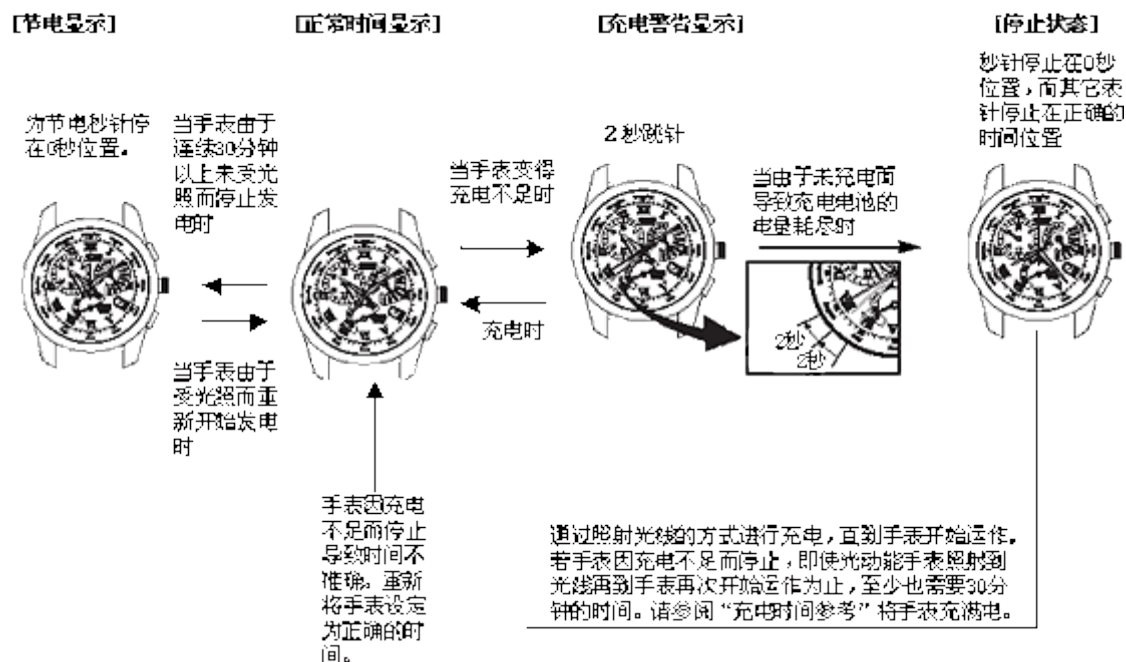 [节电显示]
[正常时间显示]
[充电警告显示]
[停止状态]
为节电秒针停
在0秒位置。
当手表由于
连续30分钟
以上未受光
照而停止发
电时
当手表由于
受光照而重
新开始发电
时
当手表变得
充电不足时
充电时
2秒跳针
当由于未充电而
导致充电电池的
电量耗尽时
2秒
2秒
秒针停止在0秒
位置，而其它表
针停止在正确的
时间位置
手表因充电
不足而停止
导致时间不
准确。重新
将手表设定
为正确的时
间。
通过照射光线的方式进行充电，直到手表开始运作。
若手表因充电不足而停止，即使光动能手表照射到
光线再到手表再次开始运作为止，至少也需要30分
钟的时间。请参阅“充电时间参考”将手表充满电。